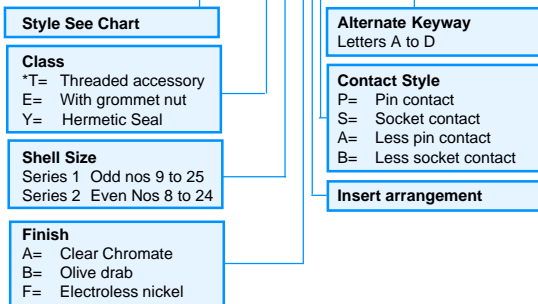 Style See Chart
Class
*T= Threaded accessory
E= With grommet nut
Y= Hermetic Seal
Shell Size
Series 1 Odd nos 9 to 25
Series 2 Even Nos 8 to 24
Finish
A= Clear Chromate
B= Olive drab
F= Electroless nickel
Alternate Keyway
Letters A to D
Contact Style
P= Pin contact
S= Socket contact
A= Less pin contact
B= Less socket contact
Insert arrangement